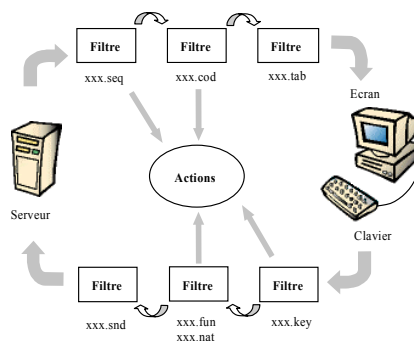 Filtre
Filtre
Filtre
xxx.seq
xxx.cod
xxx.tab
Ecran
Actions
Serveur
Clavier
Filtre
Filtre
Filtre
xxx.snd
xxx.fun
xxx.nat
xxx.key